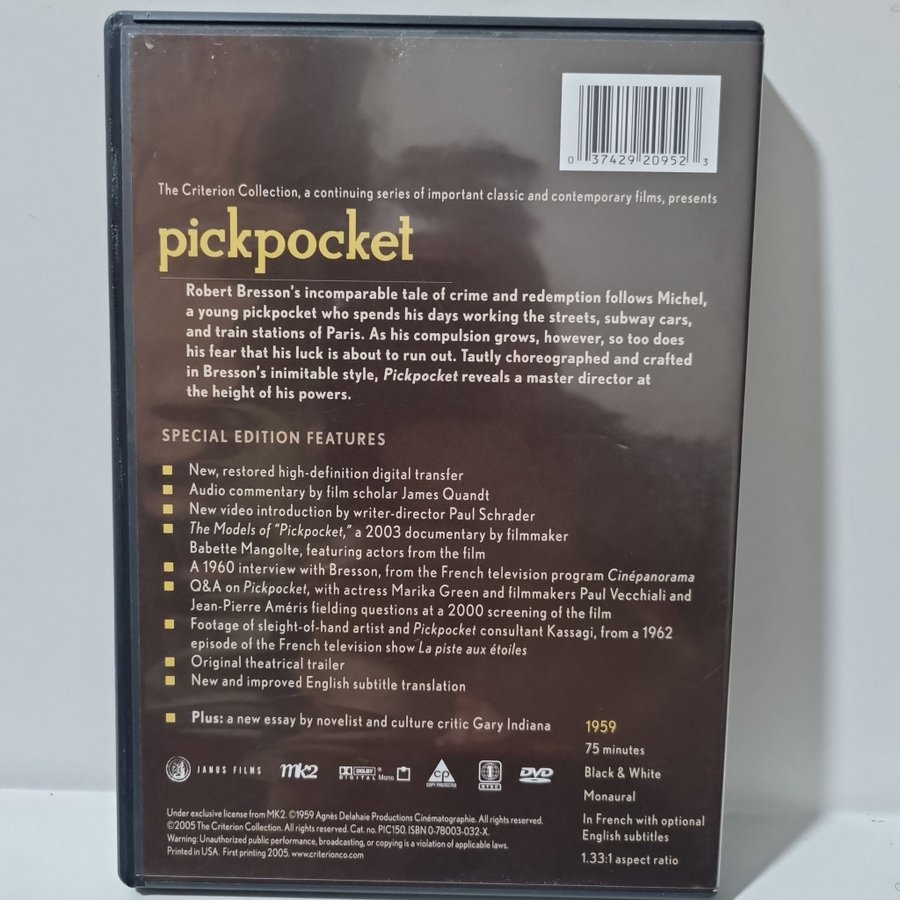 0 37429 20952 3
The Criterion Collection, a continuing series of important classic and contemporary films, presents
pickpocket
Robert Bresson's incomparable tale of crime and redemption follows Michel,
a young pickpocket who spends his days working the streets, subway cars,
and train stations of Paris. As his compulsion grows, however, so too does
his fear that his luck is about to run out. Tautly choreographed and crafted
in Bresson's inimitable style, Pickpocket reveals a master director at
the height of his powers.
SPECIAL EDITION FEATURES
New, restored high-definition digital transfer
Audio commentary by film scholar James Quandt
New video introduction by writer-director Paul Schrader
The Models of "Pickpocket," a 2003 documentary by filmmaker
Babette Mangolte, featuring actors from the film
A 1960 interview with Bresson, from the French television program Cinépanorama
Q&A on Pickpocket, with actress Marika Green and filmmakers Paul Vecchiali and
Jean-Pierre Améris fielding questions at a 2000 screening of the film
Footage of sleight-of-hand artist and Pickpocket consultant Kassagi, from a 1962
episode of the French television show La piste aux étoiles
Original theatrical trailer
New and improved English subtitle translation
Plus: a new essay by novelist and culture critic Gary Indiana
1959
75 minutes
Black & White
Monaural
In French with optional
English subtitles
1.33:1 aspect ratio
JANUS FILMS
mk2
DOLBY
DIGITAL Mono
CP
COPY PROTECTED
1
NTSC
DVD
Under exclusive license from MK2. ©1959 Agnès Delahaie Productions Cinématographie. All rights reserved.
©2005 The Criterion Collection. All rights reserved. Cat. no. PIC150. ISBN 0-78003-032-X.
Warning: Unauthorized public performance, broadcasting, or copying is a violation of applicable laws.
Printed in USA. First printing 2005. www.criterionco.com